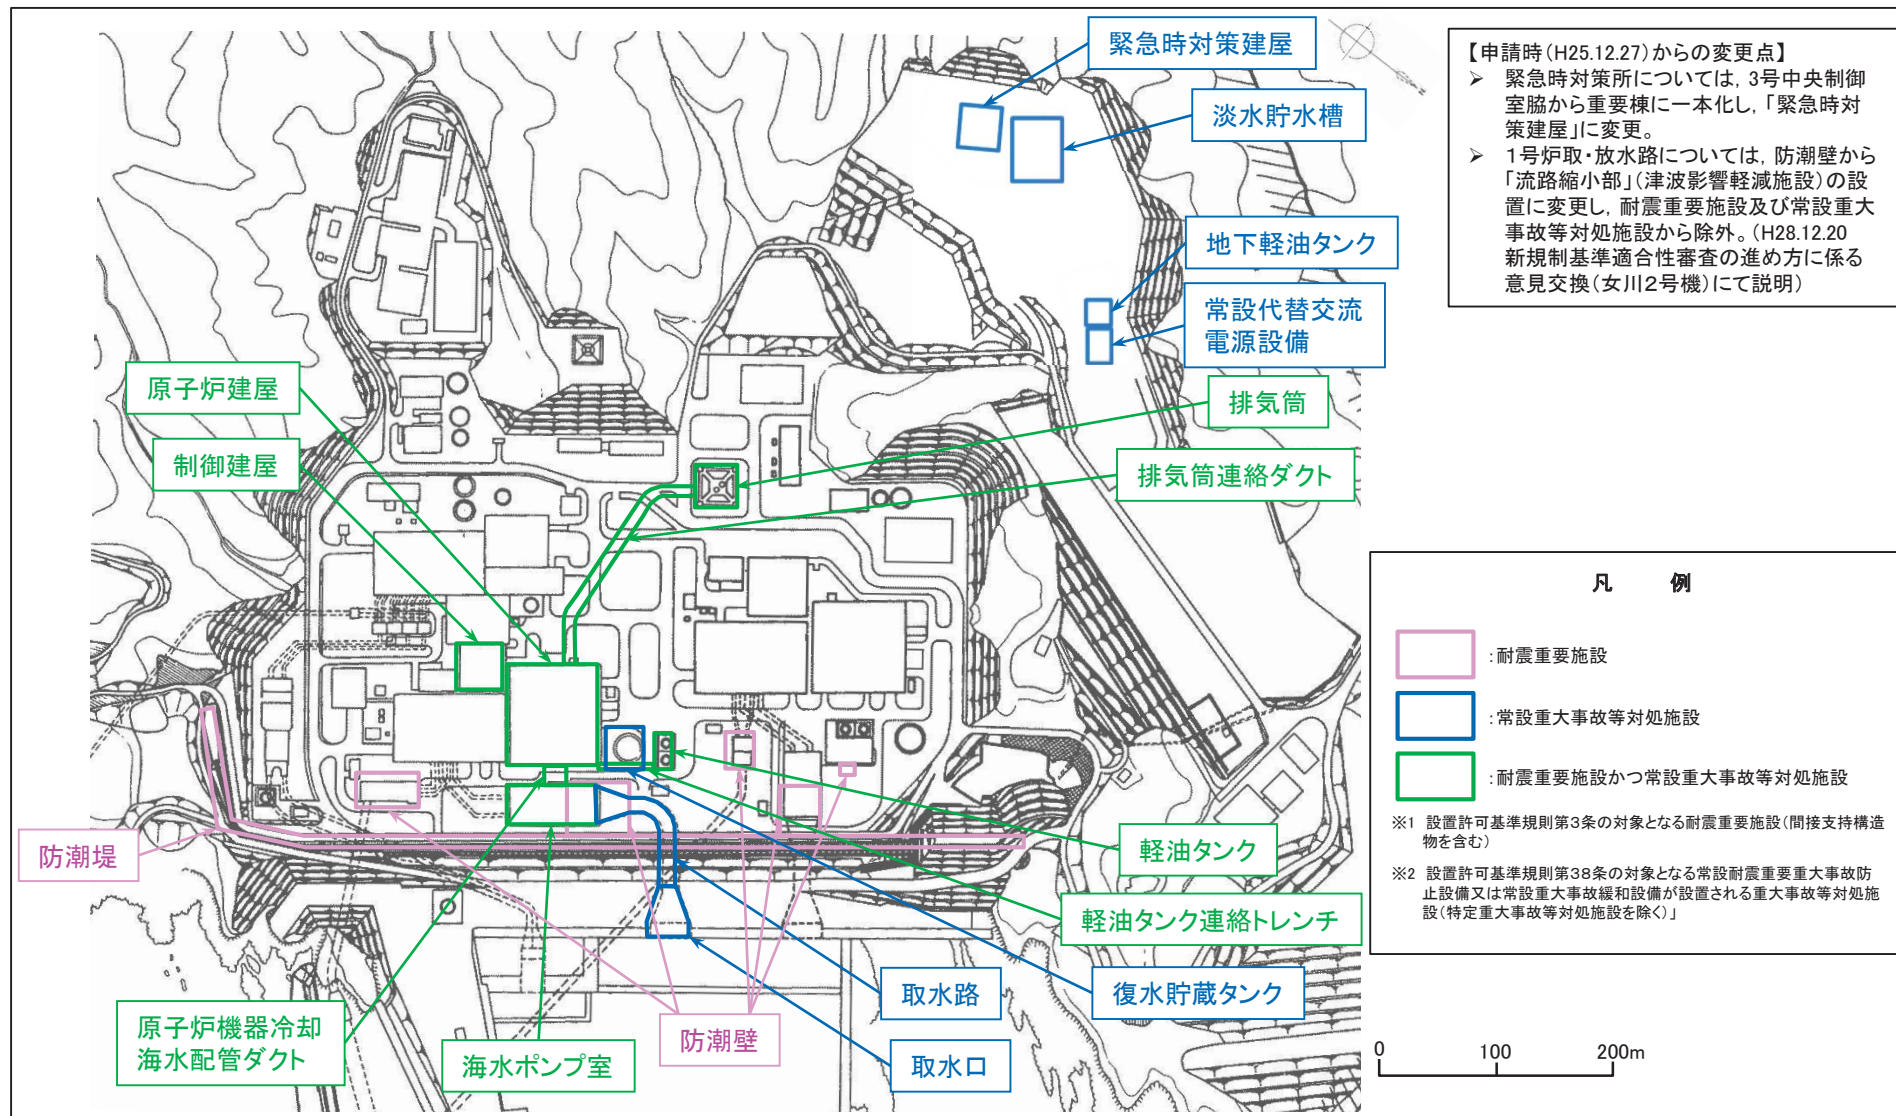 緊急時対策建屋
淡水貯水槽
地下軽油タンク
常設代替交流
電源設備
排気筒
排気筒連絡ダクト
原子炉建屋
制御建屋
防潮堤
原子炉機器冷却
海水配管ダクト
海水ポンプ室
防潮壁
取水路
取水口
復水貯蔵タンク
軽油タンク連絡トレンチ
軽油タンク
【申請時(H25.12.27)からの変更点】
➢ 緊急時対策所については,3号中央制御
室脇から重要棟に一本化し,「緊急時対
策建屋」に変更。
➢ 1号炉取・放水路については,防潮壁から
「流路縮小部」(津波影響軽減施設)の設
置に変更し,耐震重要施設及び常設重大
事故等対処施設から除外。(H28.12.20
新規制基準適合性審査の進め方に係る
意見交換(女川2号機)にて説明)
凡 例
:耐震重要施設
:常設重大事故等対処施設
:耐震重要施設かつ常設重大事故等対処施設
※1 設置許可基準規則第3条の対象となる耐震重要施設(間接支持構造
物を含む)
※2 設置許可基準規則第38条の対象となる常設耐震重要重大事故防
止設備又は常設重大事故緩和設備が設置される重大事故等対処施
設(特定重大事故等対処施設を除く)」
0 100 200m